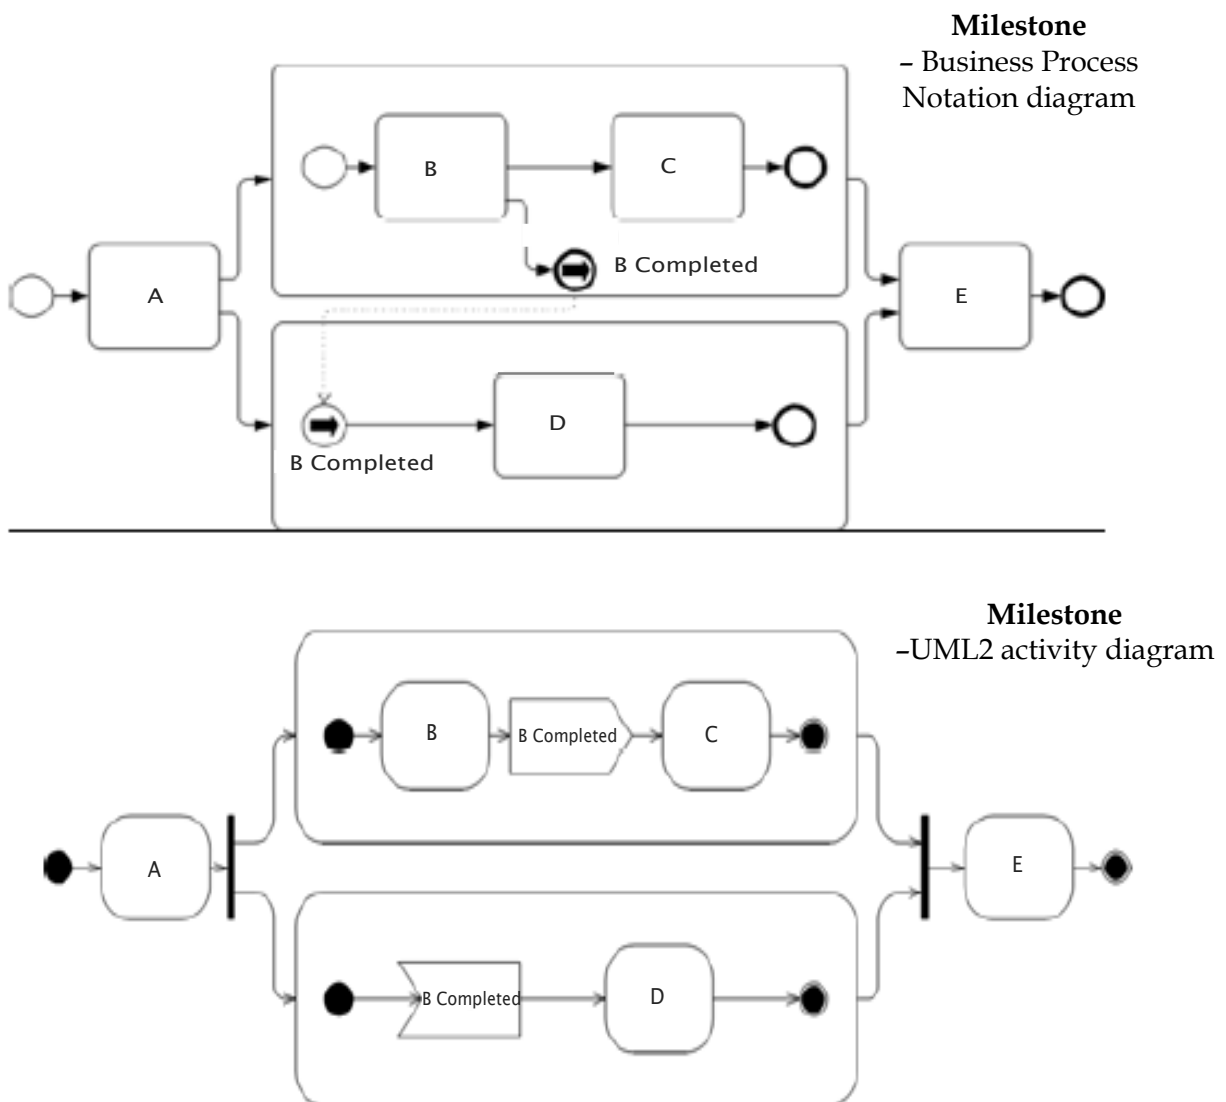 Milestone
– Business Process
Notation diagram
B
C
B Completed
A
E
D
B Completed
Milestone
–UML2 activity diagram
B
B Completed
C
A
E
B Completed
D